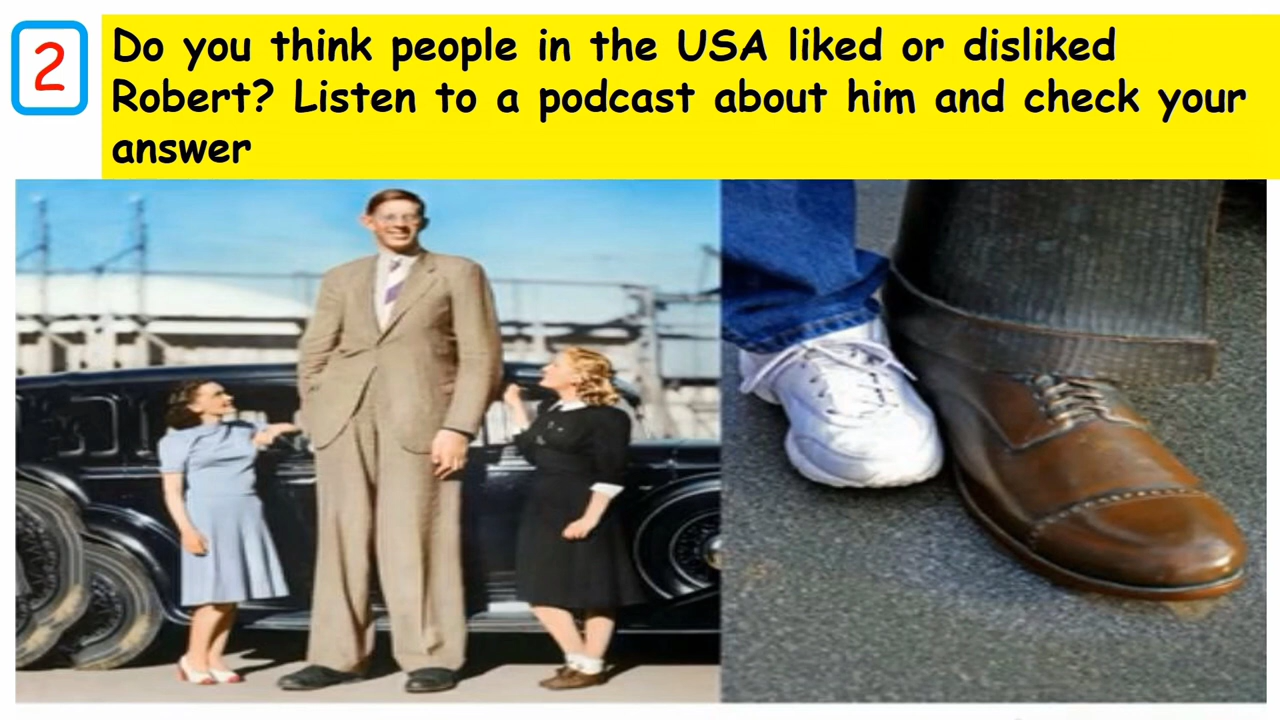 2
Do you think people in the USA liked or disliked
Robert? Listen to a podcast about him and check your
answer